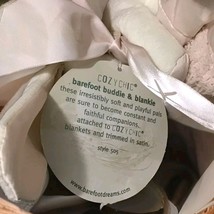 COZYCHIC®
barefoot buddie & blankie
these irresistibly soft and playful pals
are sure to become constant and
faithful companions.
attached to COZYCHIC®
blankets and trimmed in satin.
style 505
www.barefootdreams.com